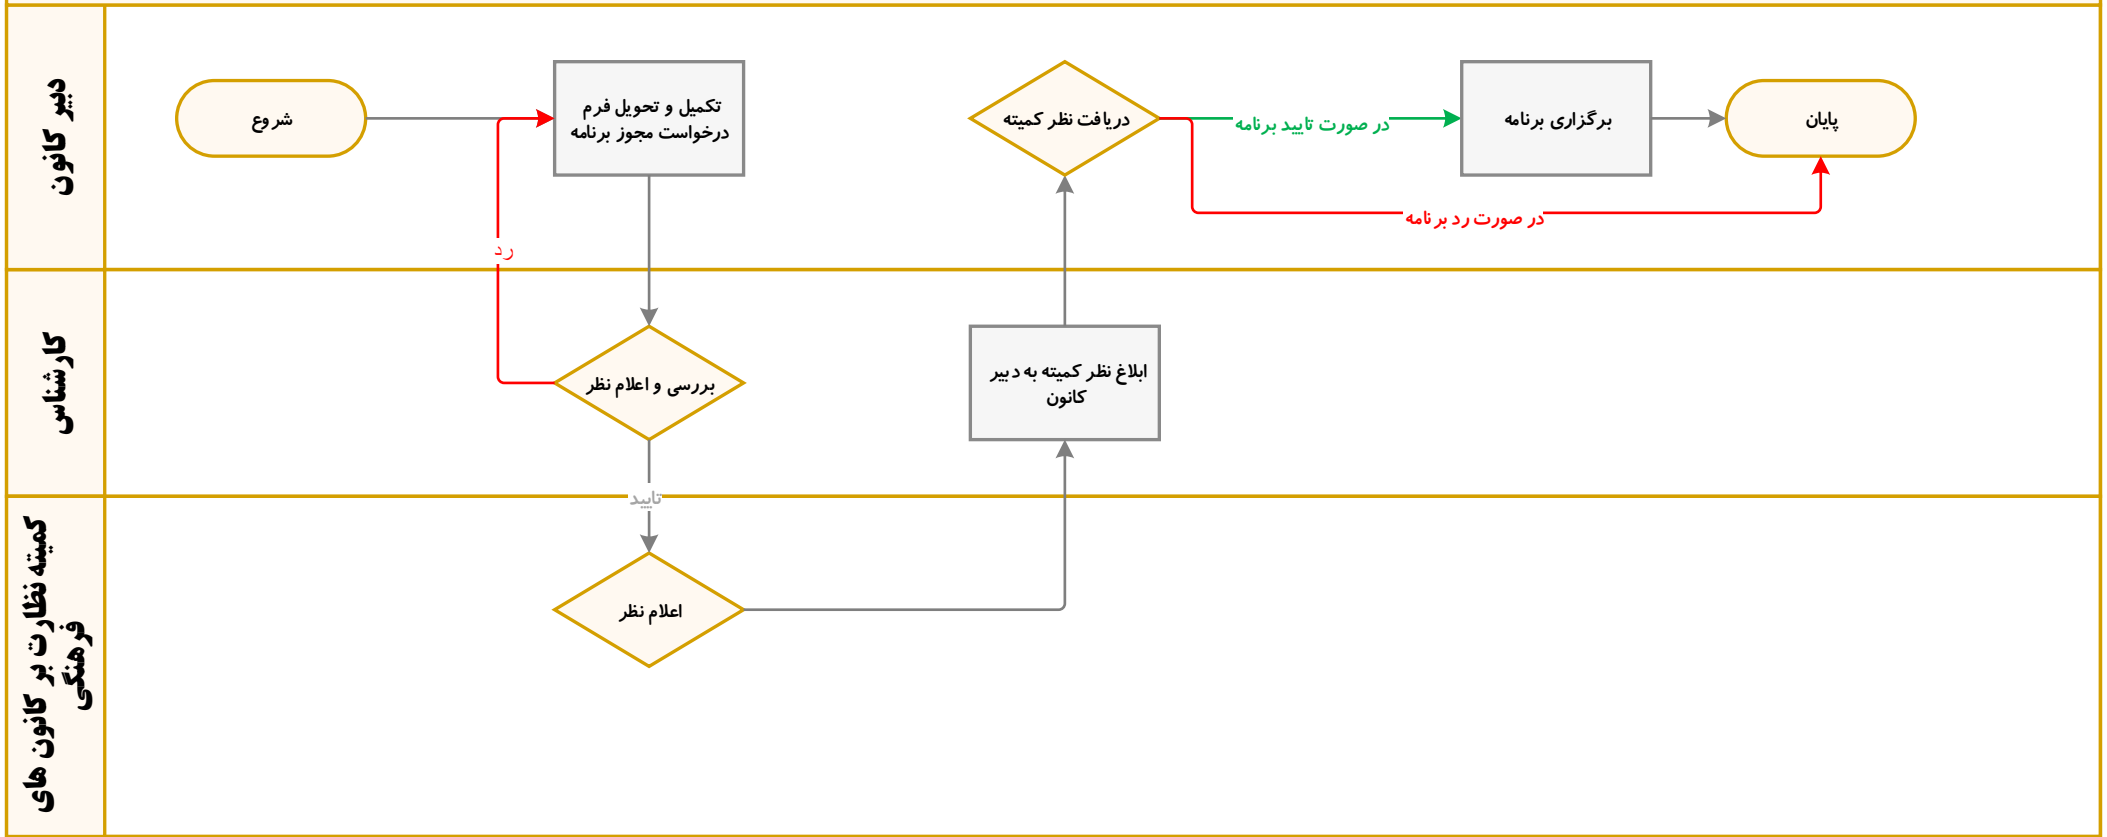 دبیر کانون
شروع
تکمیل و تحویل فرم
درخواست مجوز برنامه
دریافت نظر کمیته
در صورت تایید برنامه
برگزاری برنامه
پایان
در صورت رد برنامه
رد
کارشناس
بررسی و اعلام نظر
ابلاغ نظر کمیته به دبیر
کانون
تایید
کمیته نظارت بر کانون های
فرهنگی
اعلام نظر